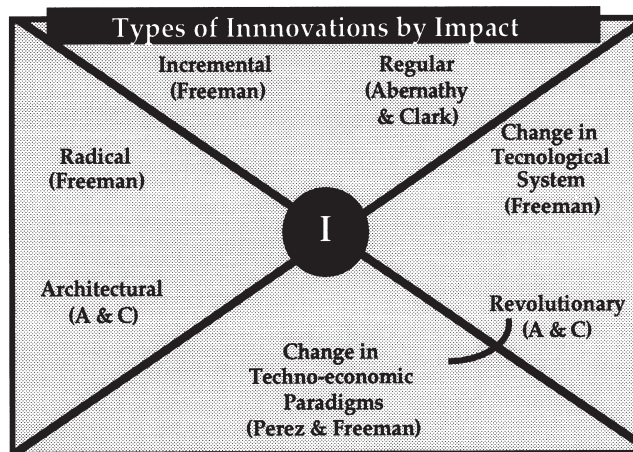 Types of Innnovations by Impact
Incremental
(Freeman)
Regular
(Abernathy
& Clark)
Radical
(Freeman)
Change in
Tecnological
System
(Freeman)
I
Architectural
(A & C)
Revolutionary
(A & C)
Change in
Techno-economic
Paradigms
(Perez & Freeman)